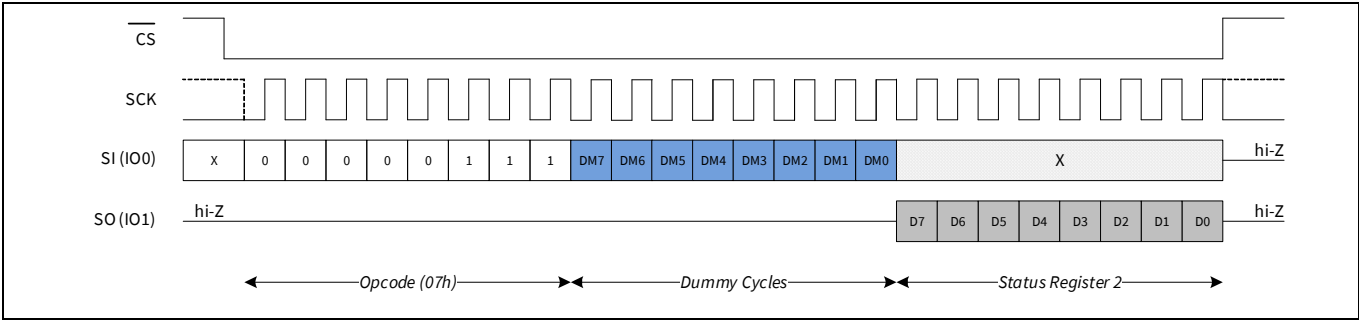 CS
SCK
SI (IO0) X 0 0 0 0 0 1 1 1 DM7 DM6 DM5 DM4 DM3 DM2 DM1 DM0 X hi-Z
SO (IO1) hi-Z D7 D6 D5 D4 D3 D2 D1 D0 hi-Z
Opcode (07h) Dummy Cycles Status Register 2